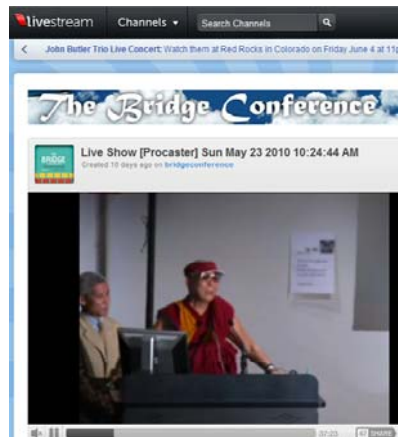 livestream Channels ▾ Search Channels
John Butler Trio Live Concert: Watch them at Red Rocks in Colorado on Friday June 4 at 11p
The Bridge Conference
BRIDGE
Live Show [Procaster] Sun May 23 2010 10:24:44 AM
Created 10 days ago on bridgeconference
SHARE